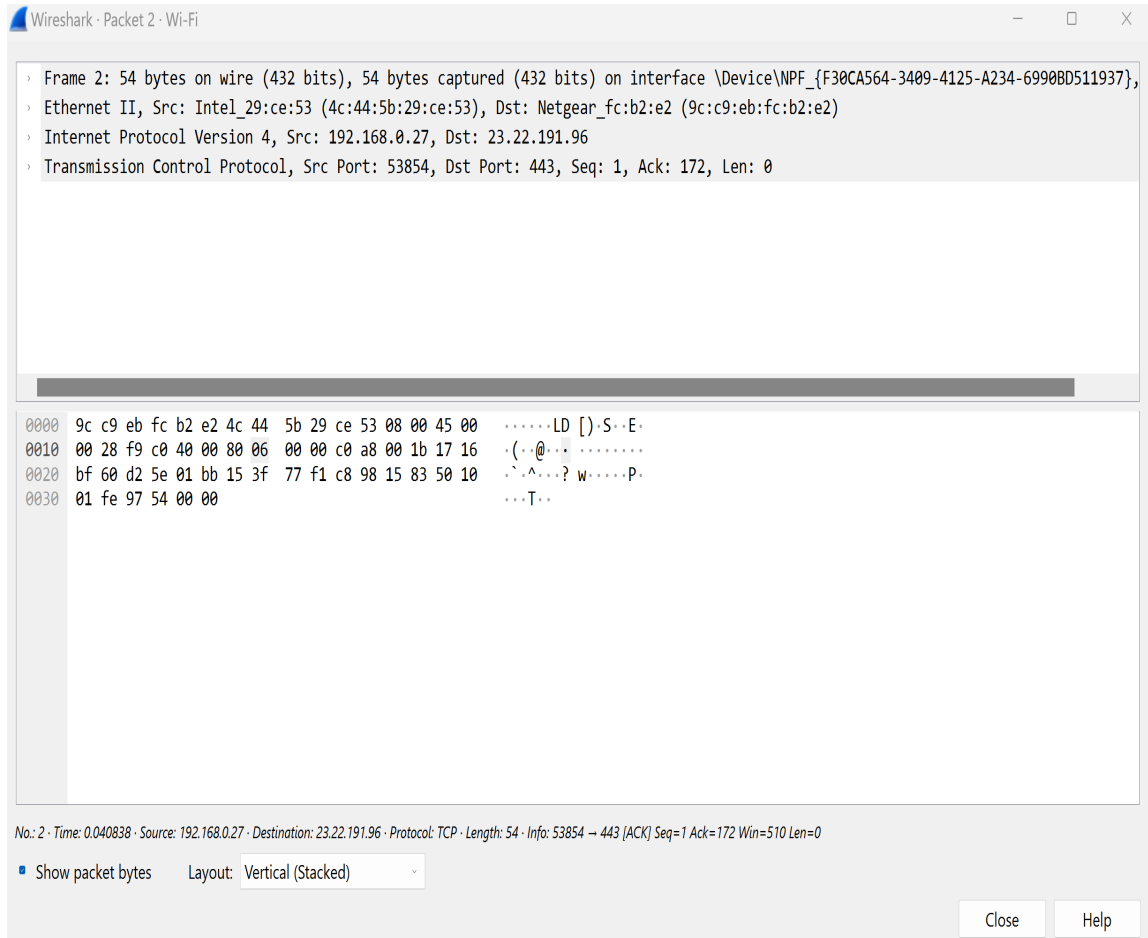 Wireshark · Packet 2 · Wi-Fi
Frame 2: 54 bytes on wire (432 bits), 54 bytes captured (432 bits) on interface \Device\NPF_{F30CA564-3409-4125-A234-6990BD511937},
Ethernet II, Src: Intel_29:ce:53 (4c:44:5b:29:ce:53), Dst: Netgear_fc:b2:e2 (9c:c9:eb:fc:b2:e2)
Internet Protocol Version 4, Src: 192.168.0.27, Dst: 23.22.191.96
Transmission Control Protocol, Src Port: 53854, Dst Port: 443, Seq: 1, Ack: 172, Len: 0
0000 9c c9 eb fc b2 e2 4c 44 5b 29 ce 53 08 00 45 00 ······LD [)·S··E·
0010 00 28 f9 c0 40 00 80 06 00 00 c0 a8 00 1b 17 16 ·(··@··· ········
0020 bf 60 d2 5e 01 bb 15 3f 77 f1 c8 98 15 83 50 10 ·`·^···? w·····P·
0030 01 fe 97 54 00 00 ···T··
No.: 2 · Time: 0.040838 · Source: 192.168.0.27 · Destination: 23.22.191.96 · Protocol: TCP · Length: 54 · Info: 53854 → 443 [ACK] Seq=1 Ack=172 Win=510 Len=0
Show packet bytes Layout: Vertical (Stacked)
Close Help